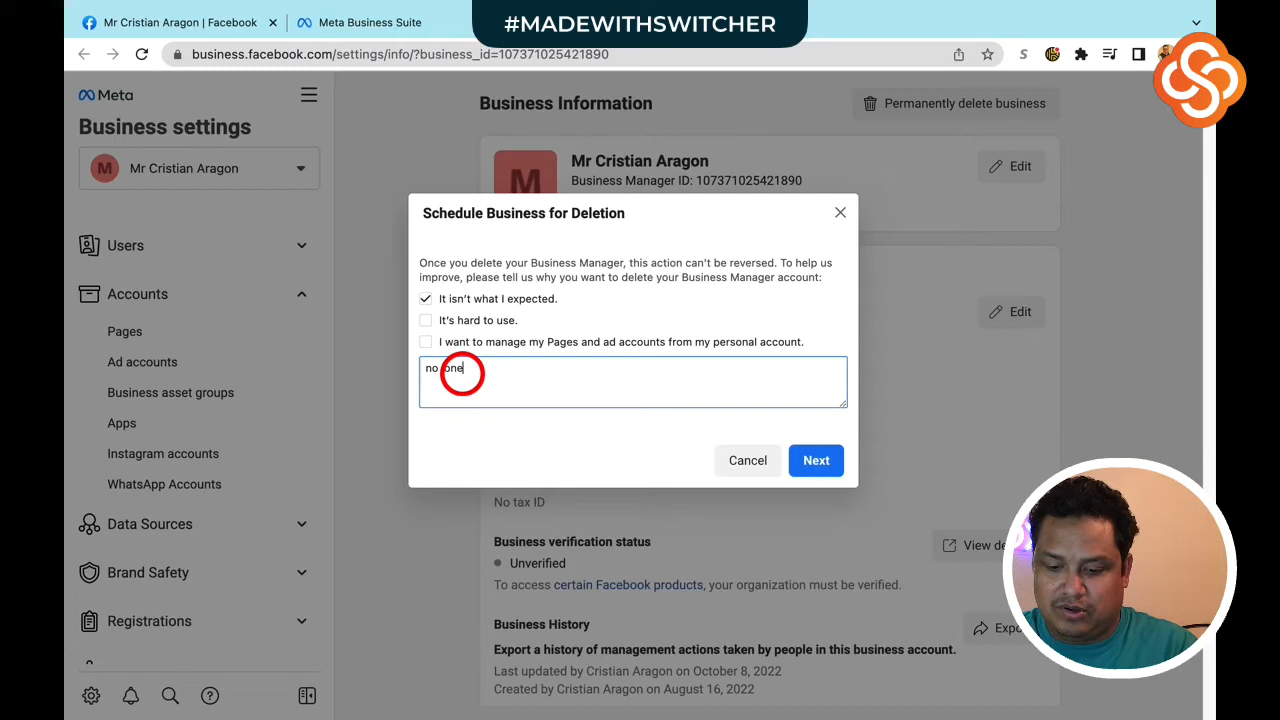 Mr Cristian Aragon | Facebook
Meta Business Suite
#MADEWITHSWITCHER
business.facebook.com/settings/info/?business_id=107371025421890
Meta
Business settings
M
Mr Cristian Aragon
Users
Accounts
Pages
Ad accounts
Business asset groups
Apps
Instagram accounts
WhatsApp Accounts
Data Sources
Brand Safety
Registrations
Business Information
Permanently delete business
M
Mr Cristian Aragon
Business Manager ID: 107371025421890
Edit
Schedule Business for Deletion
Once you delete your Business Manager, this action can't be reversed. To help us
improve, please tell us why you want to delete your Business Manager account:
It isn't what I expected.
It's hard to use.
I want to manage my Pages and ad accounts from my personal account.
no
Cancel
Next
Edit
No tax ID
Business verification status
Unverified
View de
To access certain Facebook products, your organization must be verified.
Business History
Expo
Export a history of management actions taken by people in this business account.
Last updated by Cristian Aragon on October 8, 2022
Created by Cristian Aragon on August 16, 2022